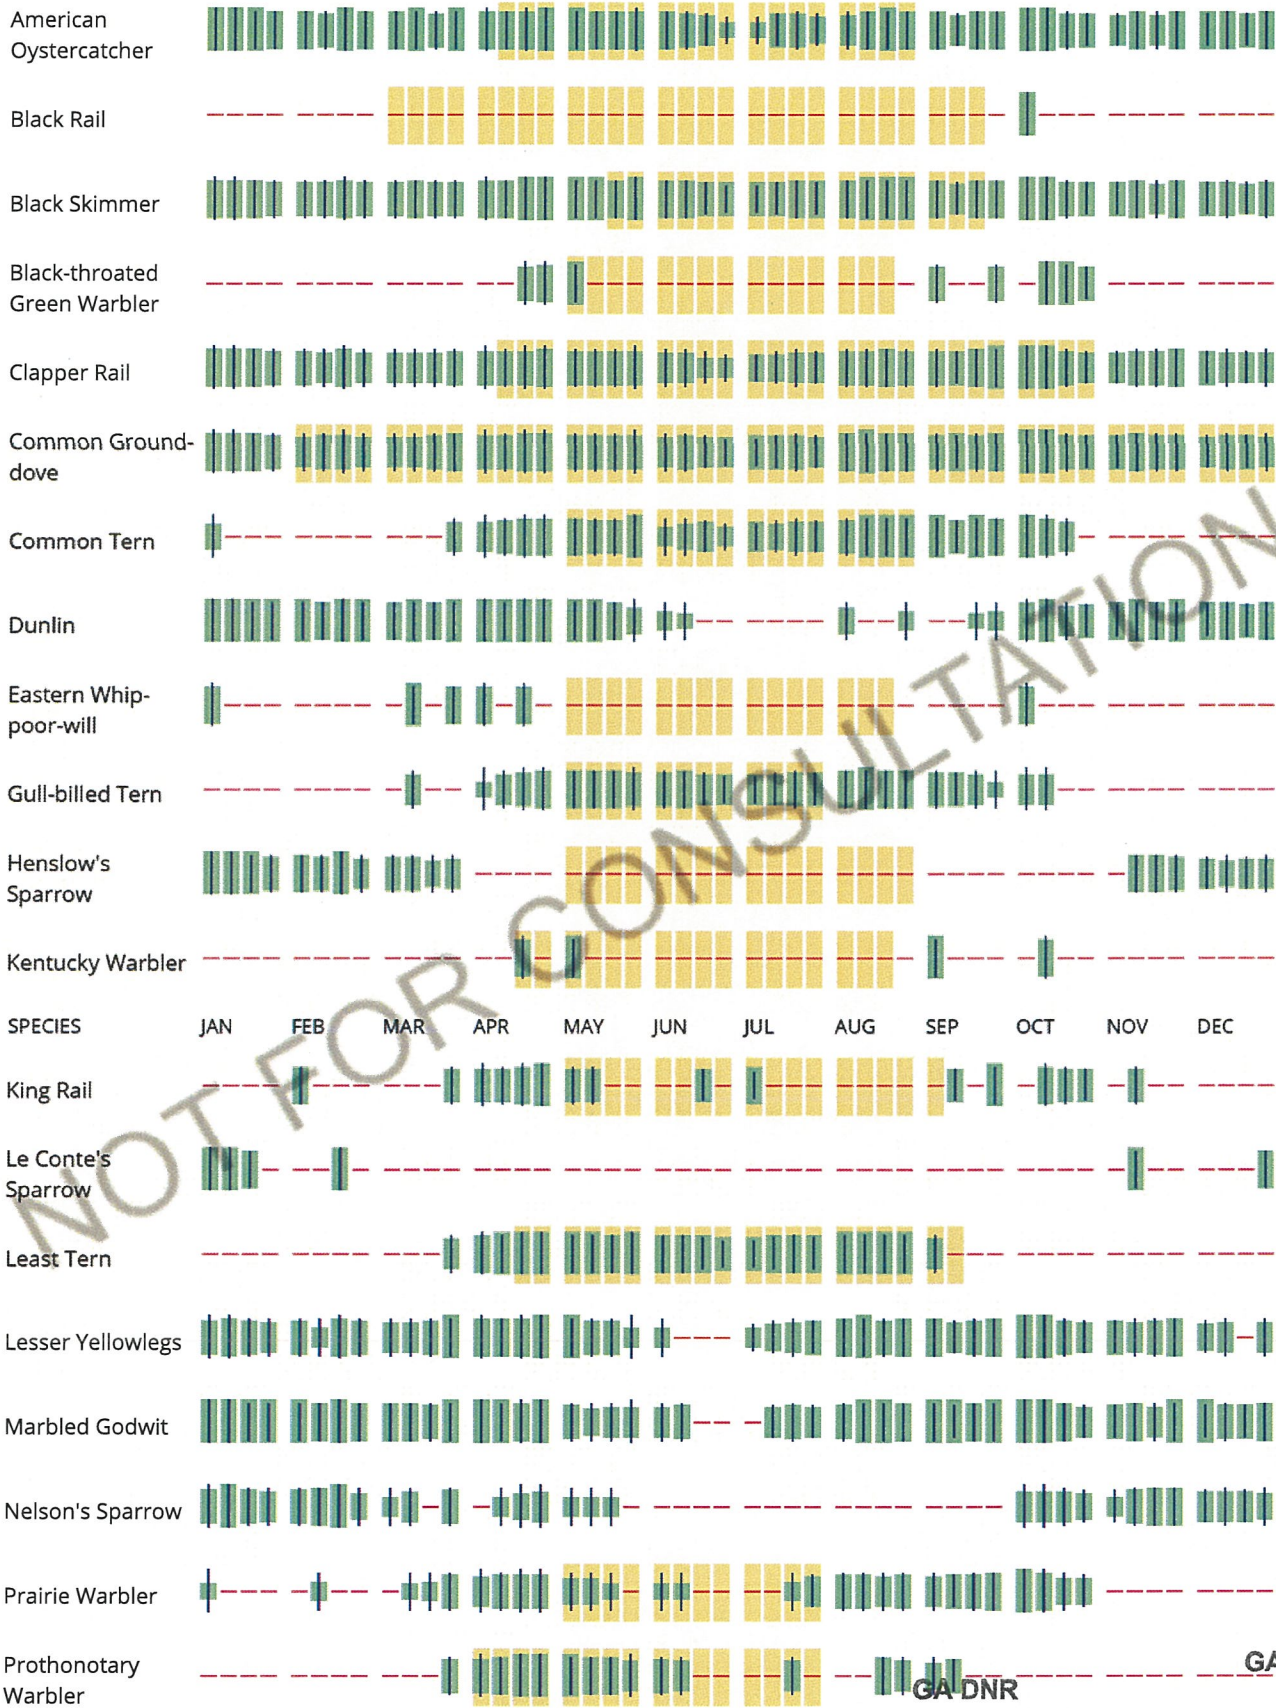 American
Oystercatcher
Black Rail
Black Skimmer
Black-throated
Green Warbler
Clapper Rail
Common Ground-
dove
Common Tern
Dunlin
Eastern Whip-
poor-will
Gull-billed Tern
Henslow's
Sparrow
Kentucky Warbler
SPECIES JAN FEB MAR APR MAY JUN JUL AUG SEP OCT NOV DEC
King Rail
Le Conte's
Sparrow
Least Tern
Lesser Yellowlegs
Marbled Godwit
Nelson's Sparrow
Prairie Warbler
Prothonotary
Warbler
NOT FOR CONSULTATION
GA DNR
GA